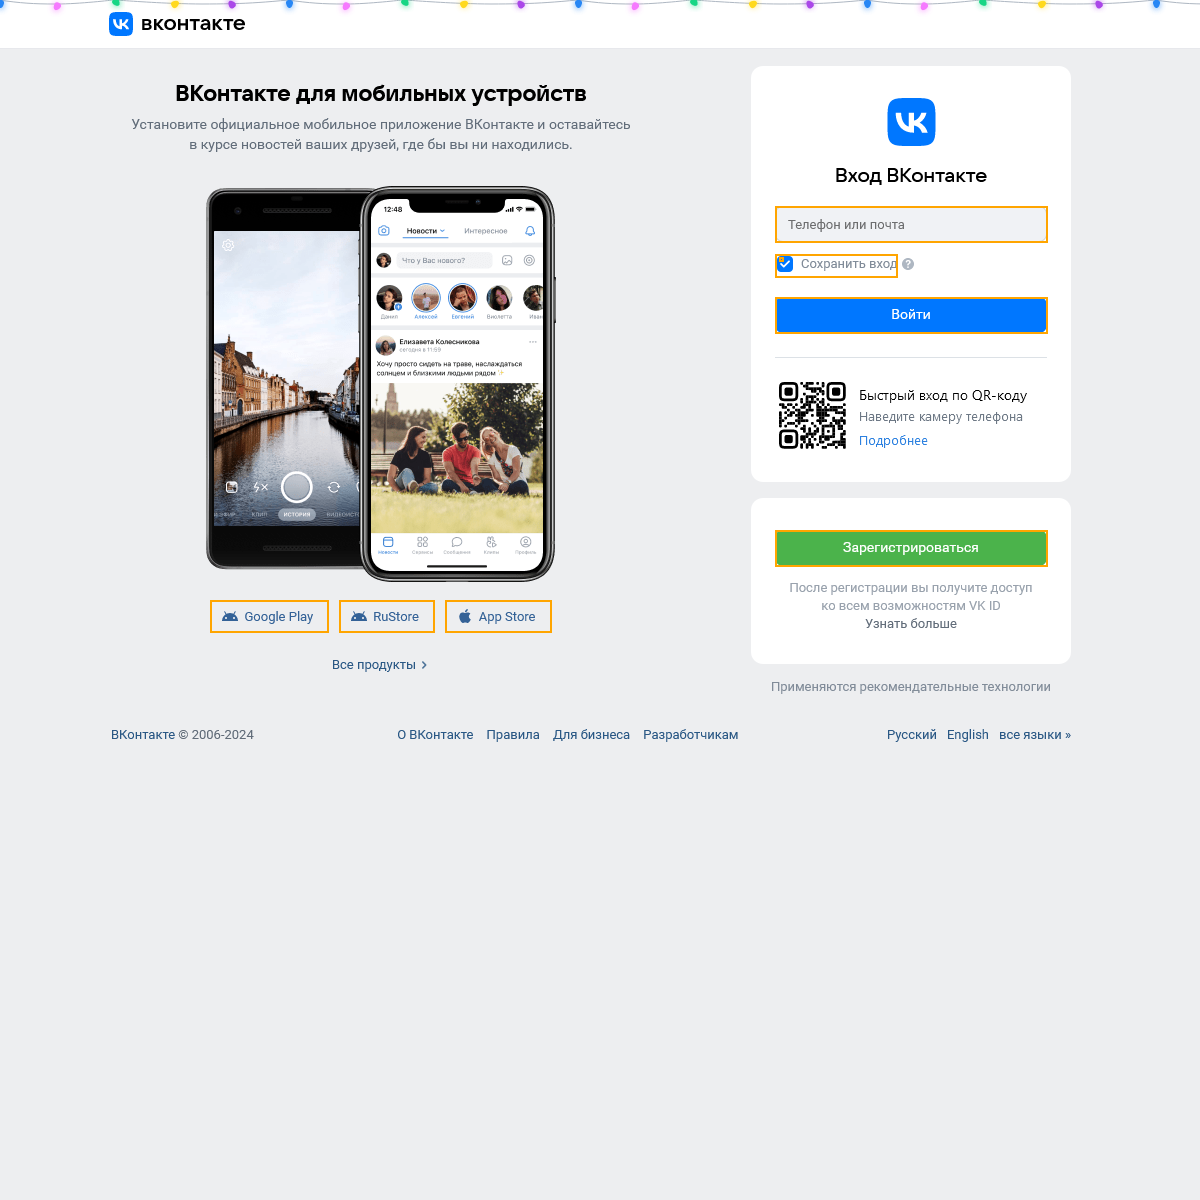 вконтакте
ВКонтакте для мобильных устройств
Установите официальное мобильное приложение ВКонтакте и оставайтесь
в курсе новостей ваших друзей, где бы вы ни находились.
12:48
Новости
Интересное
Что у Вас нового?
Данил
Алексей
Евгений
Виолетта
Иван
Елизавета Колесникова
сегодня в 11:59
Хочу просто сидеть на траве, наслаждаться
солнцем и близкими людьми рядом ✨
КЛИП
ИСТОРИЯ
Новости
Сервисы
Сообщения
Клипы
Профиль
Google Play
RuStore
App Store
Все продукты
Вход ВКонтакте
Телефон или почта
Сохранить вход
?
Войти
Быстрый вход по QR-коду
Наведите камеру телефона
Подробнее
Зарегистрироваться
После регистрации вы получите доступ
ко всем возможностям VK ID
Узнать больше
Применяются рекомендательные технологии
ВКонтакте © 2006-2024
О ВКонтакте Правила Для бизнеса Разработчикам
Русский English все языки »